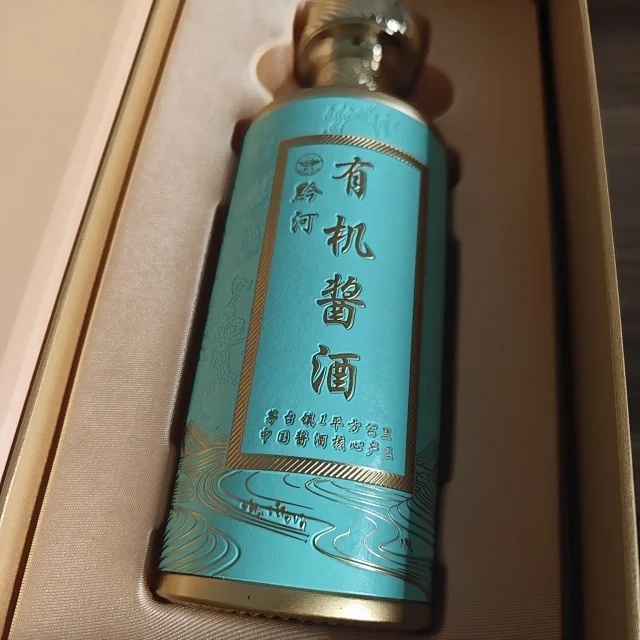 黔河
有机酱酒
茅台镇1平方公里
中国酱酒核心产区